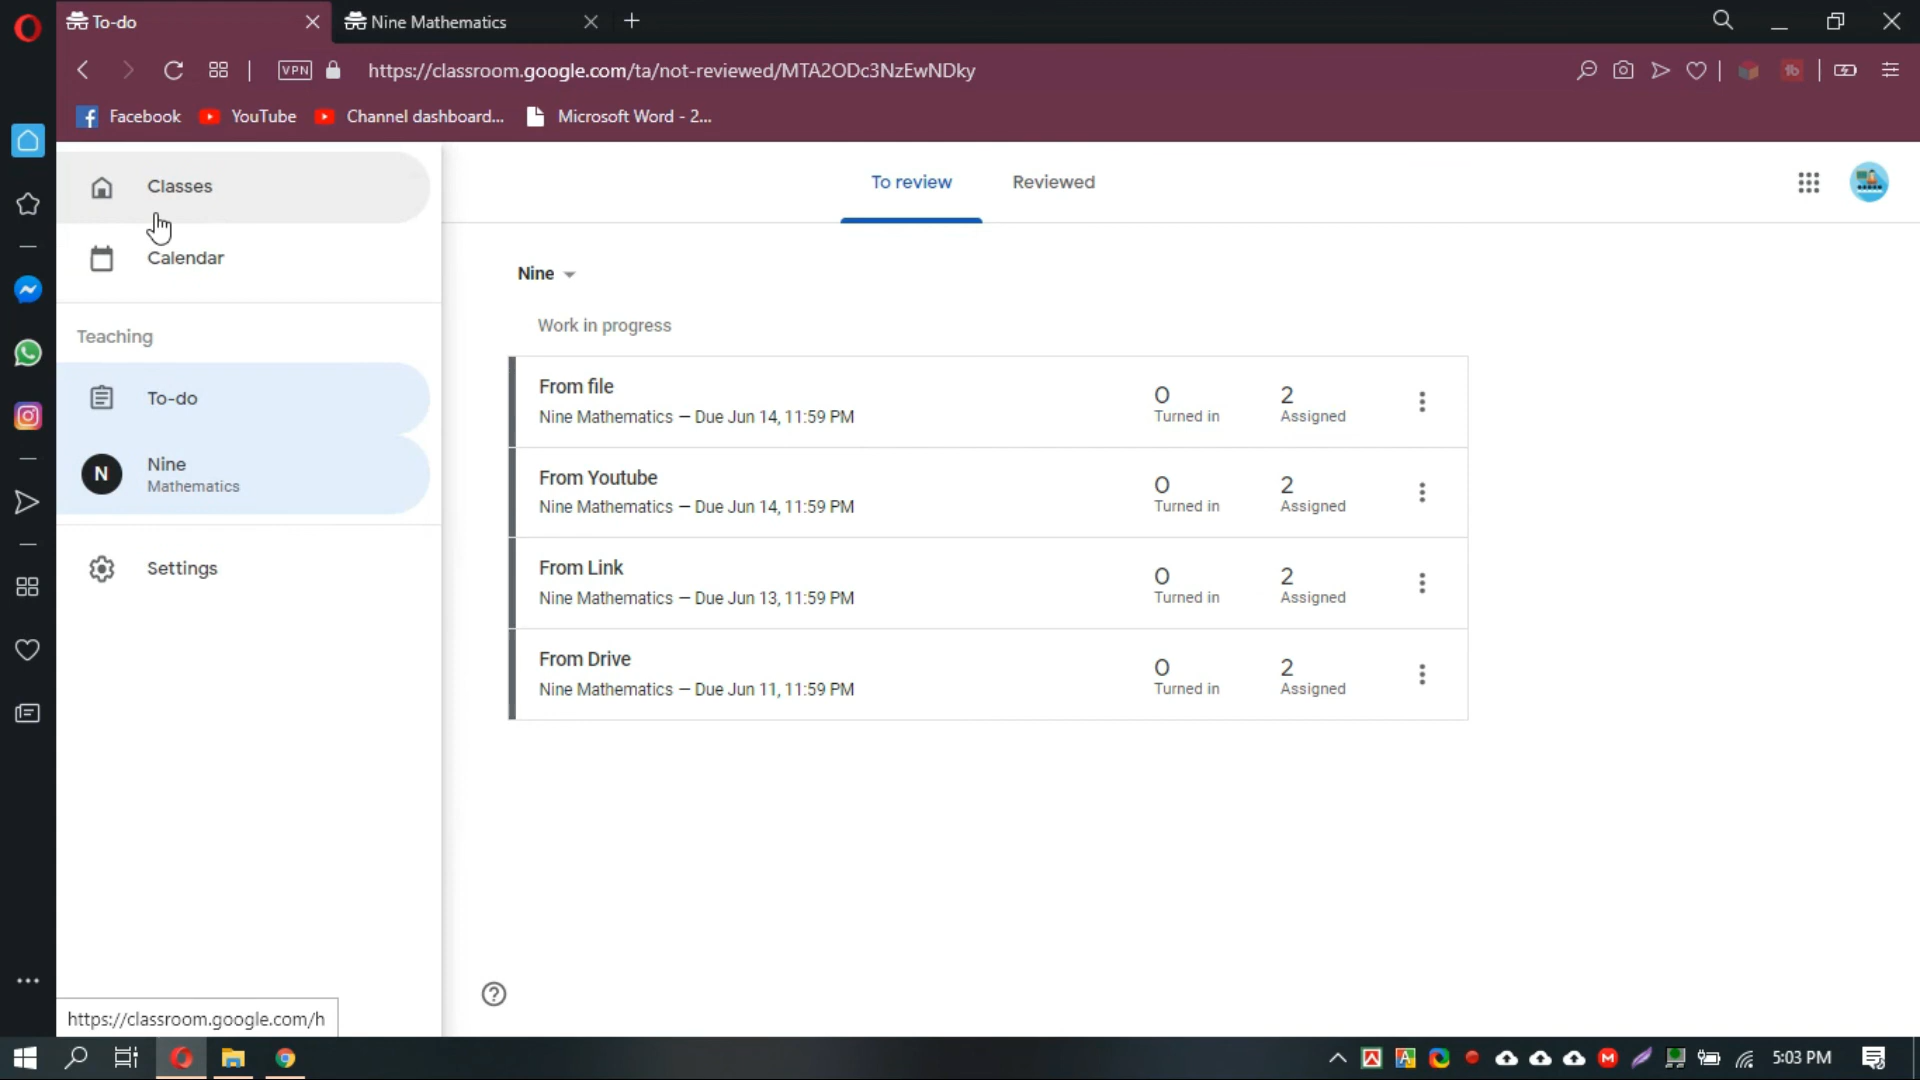 To-do
Nine Mathematics
VPN
https://classroom.google.com/ta/not-reviewed/MTA2ODc3NzEwNDky
Facebook
YouTube
Channel dashboard...
Microsoft Word - 2...
Classes
Calendar
Teaching
To-do
N
Nine
Mathematics
Settings
To review
Reviewed
Nine
Work in progress
From file
Nine Mathematics — Due Jun 14, 11:59 PM
0
Turned in
2
Assigned
From Youtube
Nine Mathematics — Due Jun 14, 11:59 PM
0
Turned in
2
Assigned
From Link
Nine Mathematics — Due Jun 13, 11:59 PM
0
Turned in
2
Assigned
From Drive
Nine Mathematics — Due Jun 11, 11:59 PM
0
Turned in
2
Assigned
https://classroom.google.com/h
5:03 PM